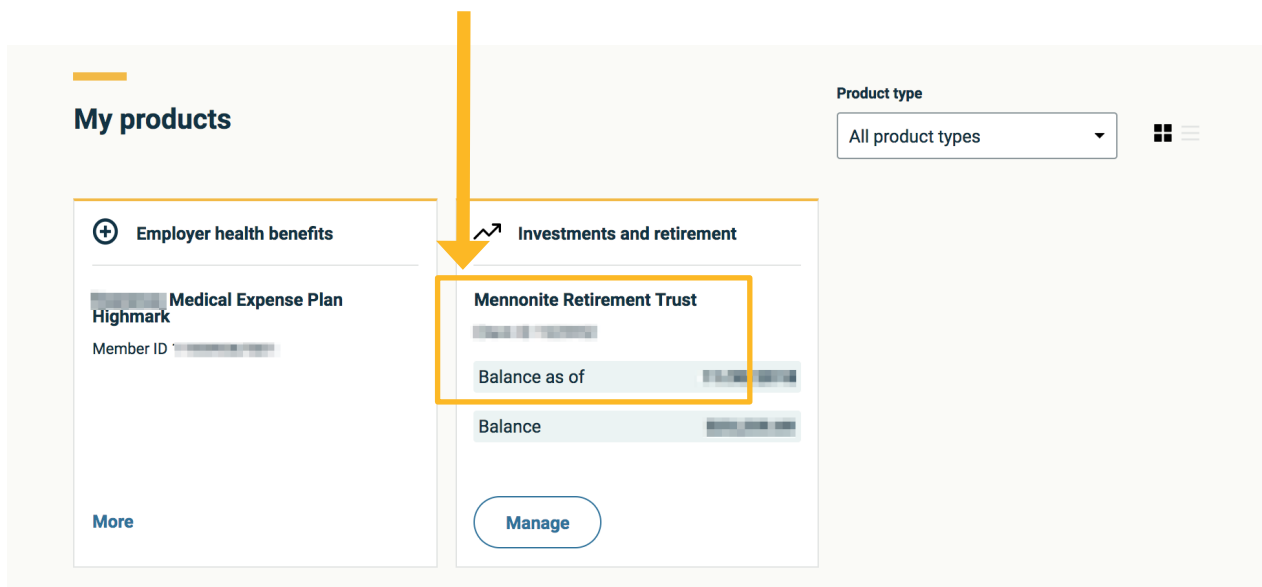 My products
Product type
All product types
Employer health benefits
Medical Expense Plan
Highmark
Member ID
More
Investments and retirement
Mennonite Retirement Trust
Balance as of
Balance
Manage